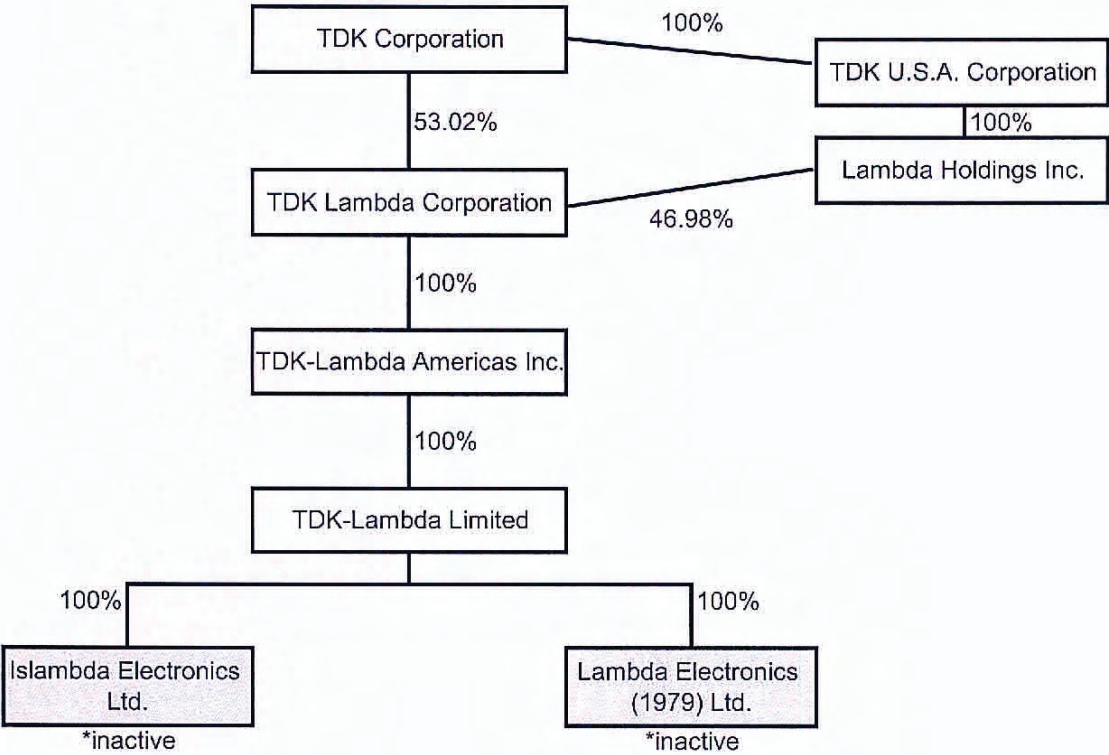 TDK Corporation
100%
TDK U.S.A. Corporation
53.02%
100%
TDK Lambda Corporation
Lambda Holdings Inc.
46.98%
100%
TDK-Lambda Americas Inc.
100%
TDK-Lambda Limited
100%
100%
Islambda Electronics
Ltd.
*inactive
Lambda Electronics
(1979) Ltd.
*inactive